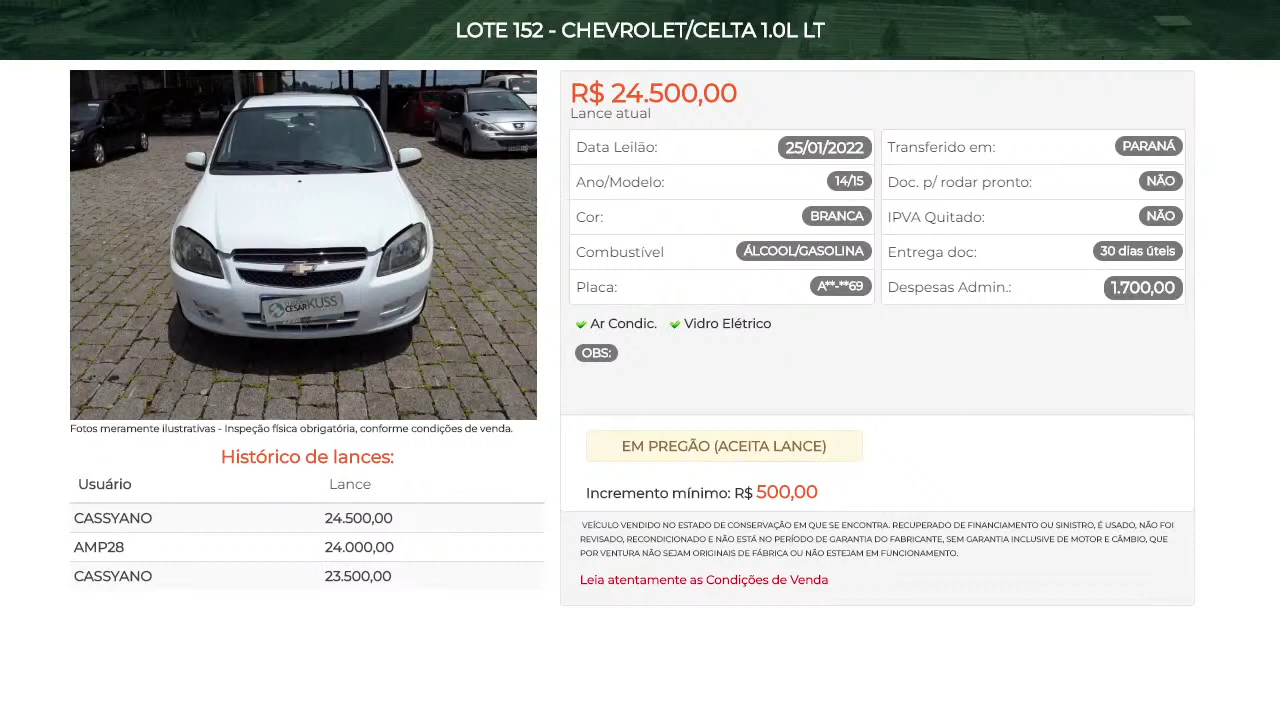 LOTE 152 - CHEVROLET/CELTA 1.0L LT
CESAR KUSS
Fotos meramente ilustrativas - Inspeção física obrigatória, conforme condições de venda.
Histórico de lances:
Usuário Lance
CASSYANO 24.500,00
AMP28 24.000,00
CASSYANO 23.500,00
R$ 24.500,00
Lance atual
Data Leilão: 25/01/2022
Ano/Modelo: 14/15
Cor: BRANCA
Combustível ÁLCOOL/GASOLINA
Placa: A**-**69
Transferido em: PARANÁ
Doc. p/ rodar pronto: NÃO
IPVA Quitado: NÃO
Entrega doc: 30 dias úteis
Despesas Admin.: 1.700,00
Ar Condic. Vidro Elétrico
OBS:
EM PREGÃO (ACEITA LANCE)
Incremento mínimo: R$ 500,00
VEÍCULO VENDIDO NO ESTADO DE CONSERVAÇÃO EM QUE SE ENCONTRA. RECUPERADO DE FINANCIAMENTO OU SINISTRO, É USADO, NÃO FOI
REVISADO, RECONDICIONADO E NÃO ESTÁ NO PERÍODO DE GARANTIA DO FABRICANTE, SEM GARANTIA INCLUSIVE DE MOTOR E CÂMBIO, QUE
POR VENTURA NÃO SEJAM ORIGINAIS DE FÁBRICA OU NÃO ESTEJAM EM FUNCIONAMENTO.
Leia atentamente as Condições de Venda